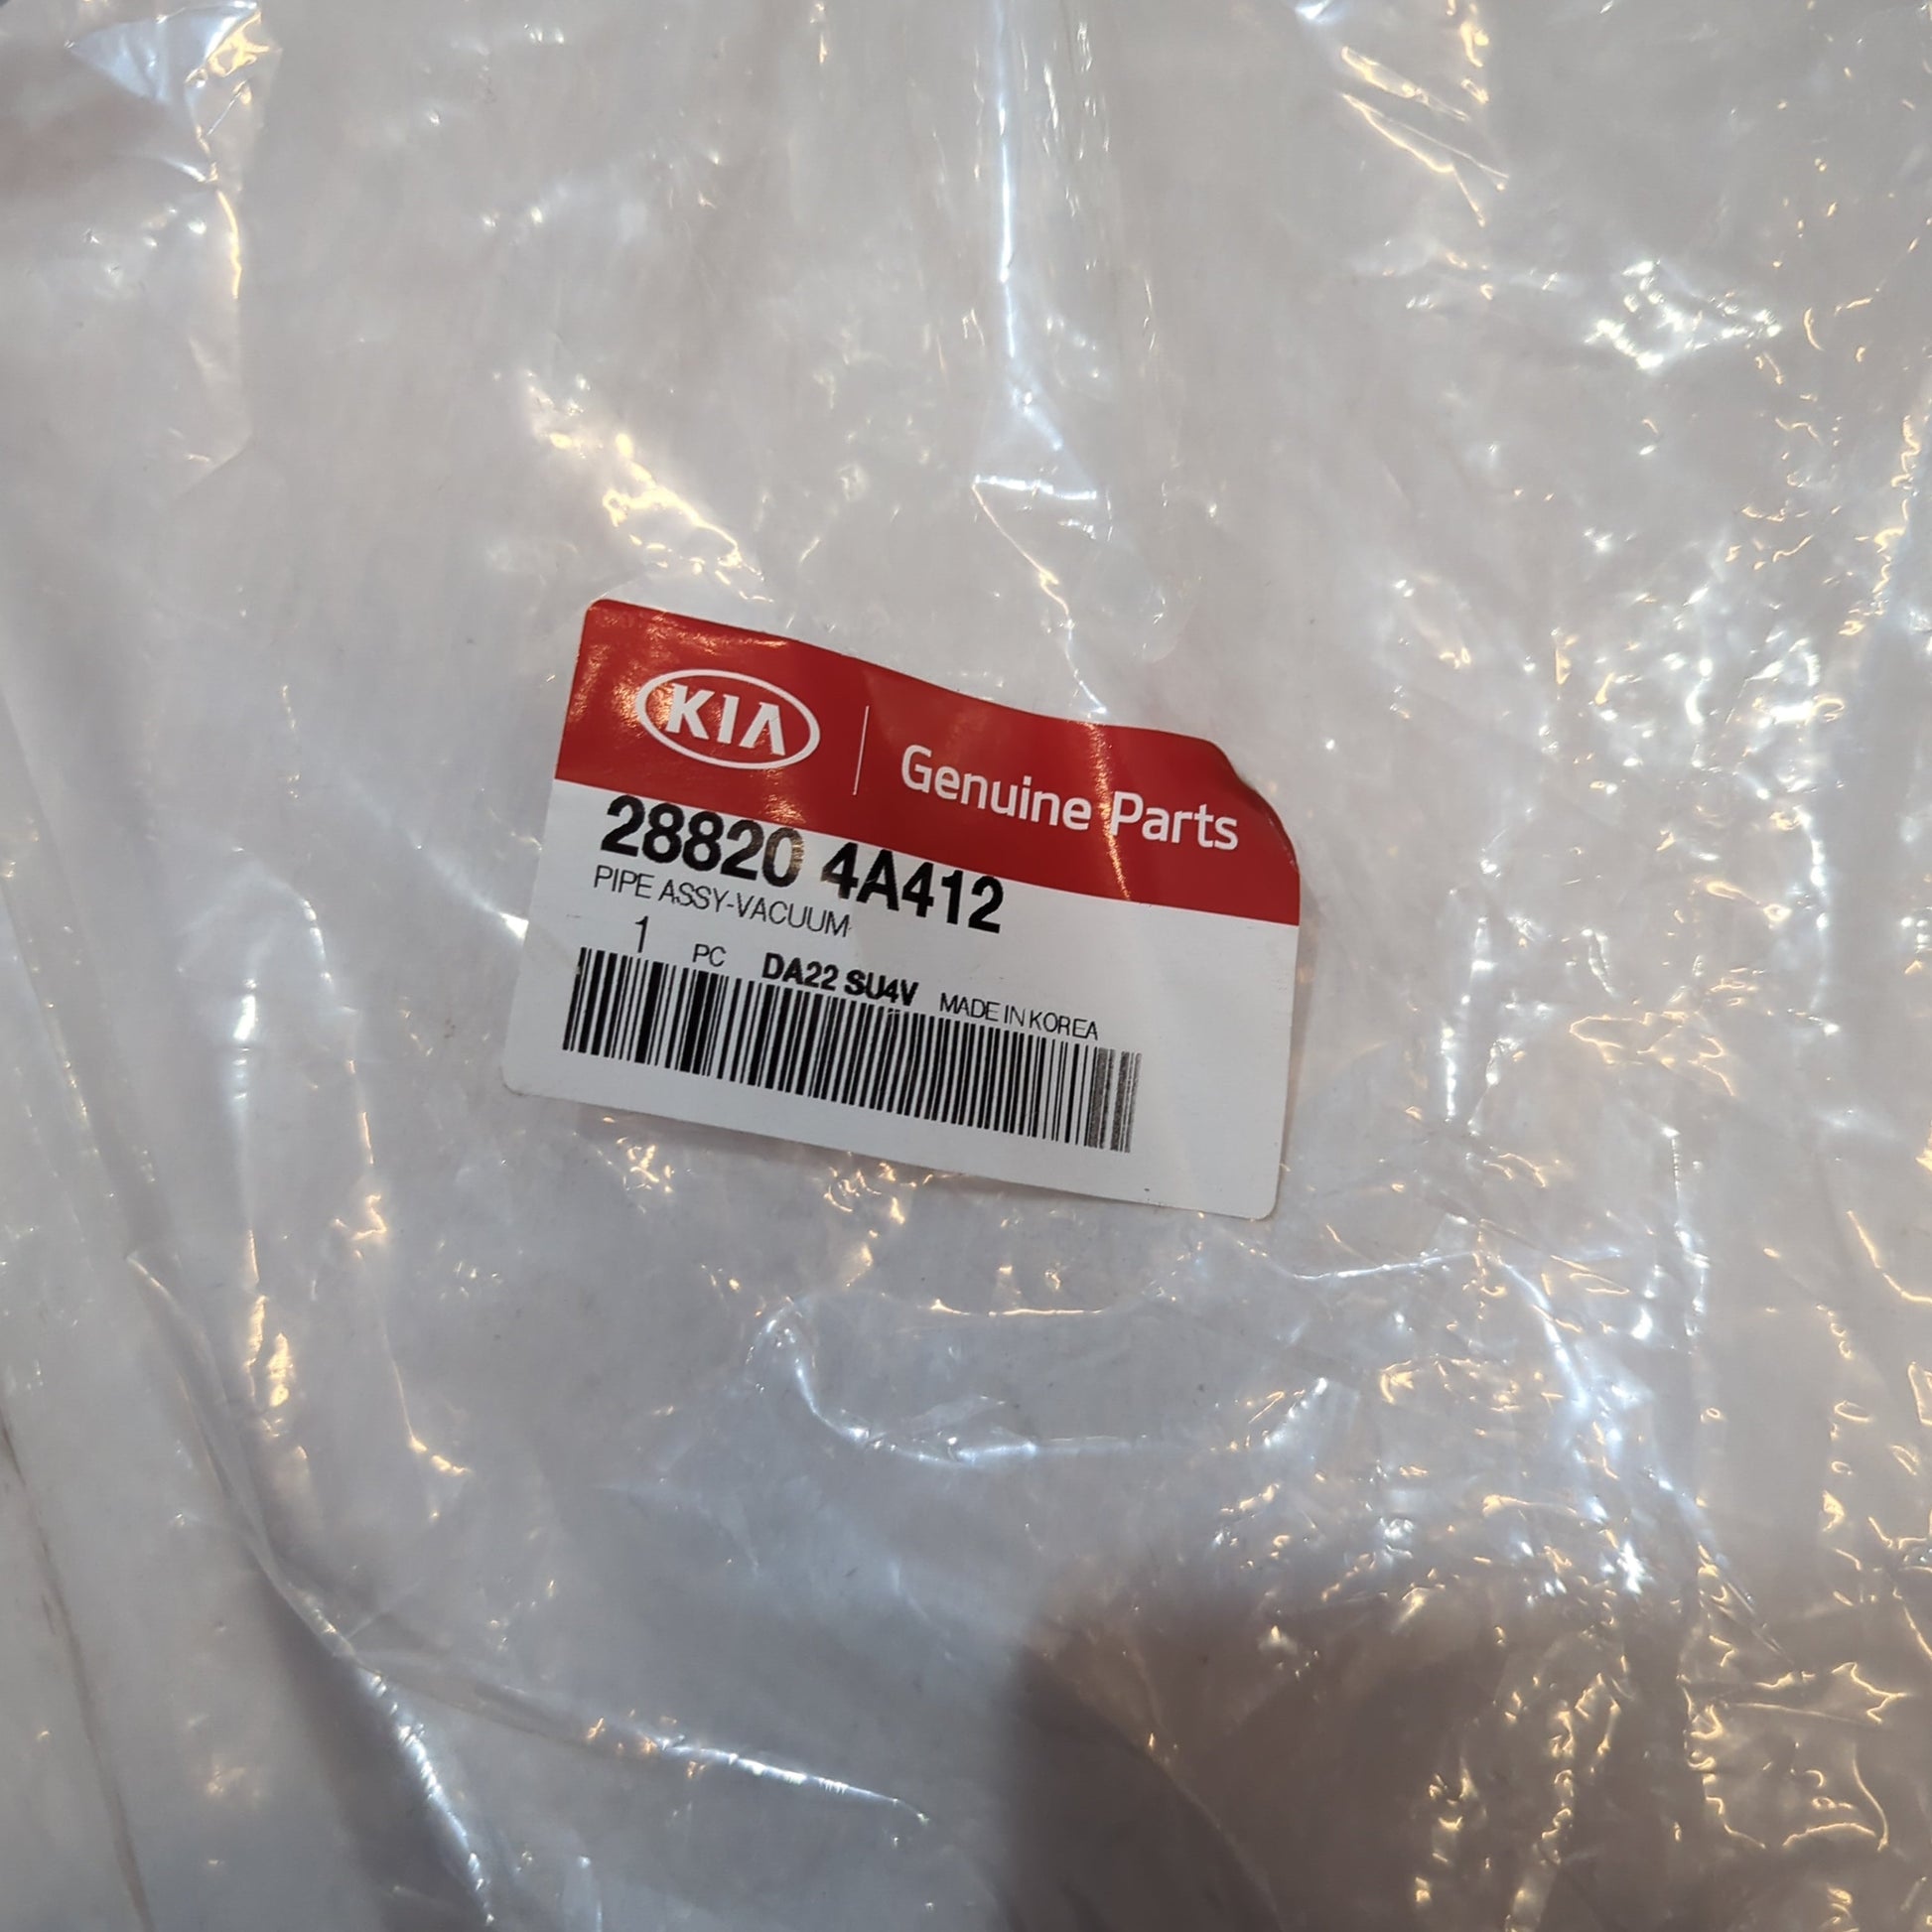 KIA Genuine Parts
28820 4A412
PIPE ASSY-VACUUM
1 PC DA22 SU4V MADE IN KOREA